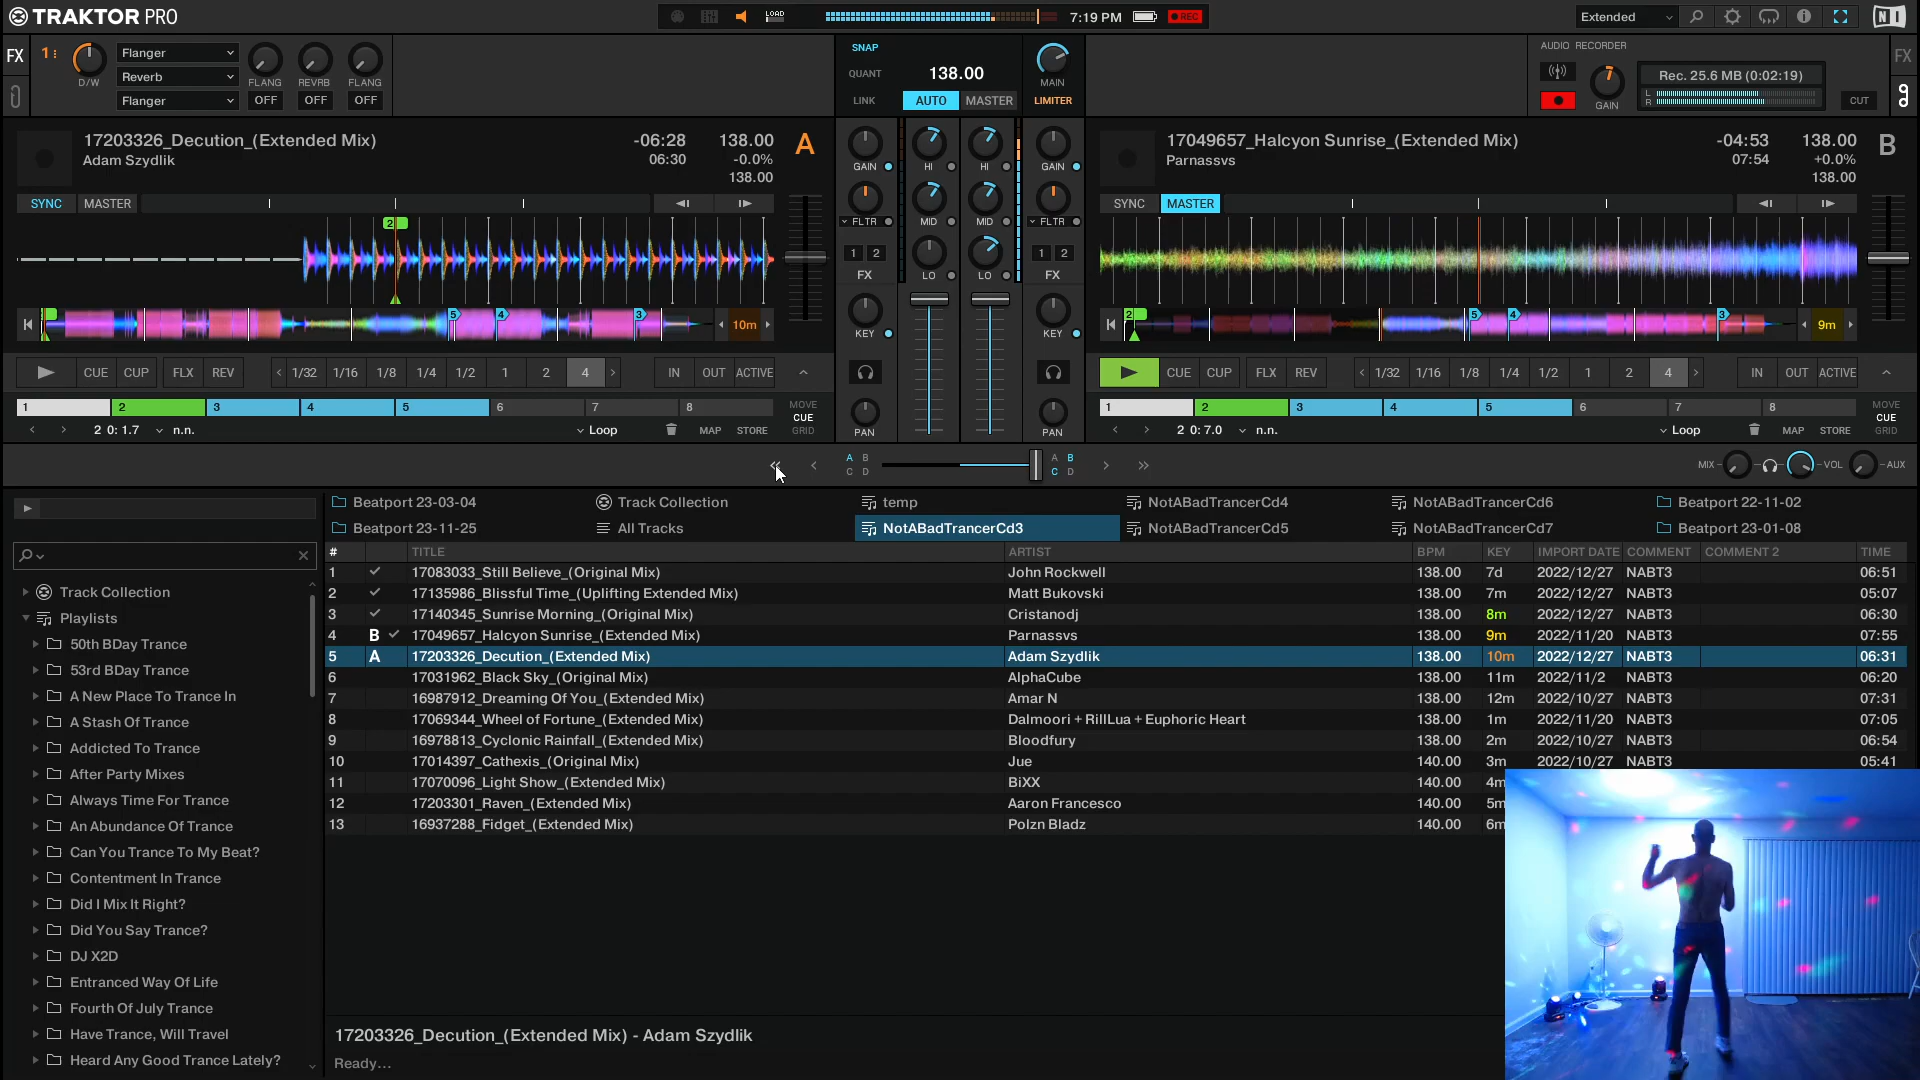 TRAKTOR PRO
LOAD
7:19 PM
REC
Extended
FX
1
D/W
Flanger
Reverb
Flanger
FLANG
OFF
REVRB
OFF
FLANG
OFF
SNAP
QUANT
LINK
138.00
AUTO
MASTER
MAIN
LIMITER
AUDIO RECORDER
GAIN
Rec. 25.6 MB (0:02:19)
L
R
CUT
FX
17203326_Decution_(Extended Mix)
Adam Szydlik
-06:28
06:30
138.00
-0.0%
138.00
A
SYNC
MASTER
2
5
4
3
10m
CUE
CUP
FLX
REV
1/32
1/16
1/8
1/4
1/2
1
2
4
IN
OUT
ACTIVE
1
2
3
4
5
6
7
8
MOVE
CUE
GRID
2 0: 1.7
n.n.
Loop
MAP
STORE
GAIN
HI
HI
GAIN
FLTR
MID
MID
FLTR
1 2
FX
LO
LO
1 2
FX
KEY
KEY
PAN
PAN
17049657_Halcyon Sunrise_(Extended Mix)
Parnassvs
-04:53
07:54
138.00
+0.0%
138.00
B
SYNC
MASTER
2
5
4
3
9m
CUE
CUP
FLX
REV
1/32
1/16
1/8
1/4
1/2
1
2
4
IN
OUT
ACTIVE
1
2
3
4
5
6
7
8
MOVE
CUE
GRID
2 0: 7.0
n.n.
Loop
MAP
STORE
A B
C D
A B
C D
MIX
VOL
AUX
Beatport 23-03-04
Track Collection
temp
NotABadTrancerCd4
NotABadTrancerCd6
Beatport 22-11-02
Beatport 23-11-25
All Tracks
NotABadTrancerCd3
NotABadTrancerCd5
NotABadTrancerCd7
Beatport 23-01-08
Track Collection
Playlists
50th BDay Trance
53rd BDay Trance
A New Place To Trance In
A Stash Of Trance
Addicted To Trance
After Party Mixes
Always Time For Trance
An Abundance Of Trance
Can You Trance To My Beat?
Contentment In Trance
Did I Mix It Right?
Did You Say Trance?
DJ X2D
Entranced Way Of Life
Fourth Of July Trance
Have Trance, Will Travel
Heard Any Good Trance Lately?
# TITLE ARTIST BPM KEY IMPORT DATE COMMENT COMMENT 2 TIME
1 17083033_Still Believe_(Original Mix) John Rockwell 138.00 7d 2022/12/27 NABT3 06:51
2 17135986_Blissful Time_(Uplifting Extended Mix) Matt Bukovski 138.00 7m 2022/12/27 NABT3 05:07
3 17140345_Sunrise Morning_(Original Mix) Cristanodj 138.00 8m 2022/12/27 NABT3 06:30
4 B 17049657_Halcyon Sunrise_(Extended Mix) Parnassvs 138.00 9m 2022/11/20 NABT3 07:55
5 A 17203326_Decution_(Extended Mix) Adam Szydlik 138.00 10m 2022/12/27 NABT3 06:31
6 17031962_Black Sky_(Original Mix) AlphaCube 138.00 11m 2022/11/2 NABT3 06:20
7 16987912_Dreaming Of You_(Extended Mix) Amar N 138.00 12m 2022/10/27 NABT3 07:31
8 17069344_Wheel of Fortune_(Extended Mix) Dalmoori + RillLua + Euphoric Heart 138.00 1m 2022/11/20 NABT3 07:05
9 16978813_Cyclonic Rainfall_(Extended Mix) Bloodfury 138.00 2m 2022/10/27 NABT3 06:54
10 17014397_Cathexis_(Original Mix) Jue 140.00 3m 2022/10/27 NABT3 05:41
11 17070096_Light Show_(Extended Mix) BiXX 140.00 4m
12 17203301_Raven_(Extended Mix) Aaron Francesco 140.00 5m
13 16937288_Fidget_(Extended Mix) Polzn Bladz 140.00 6m
17203326_Decution_(Extended Mix) - Adam Szydlik
Ready...